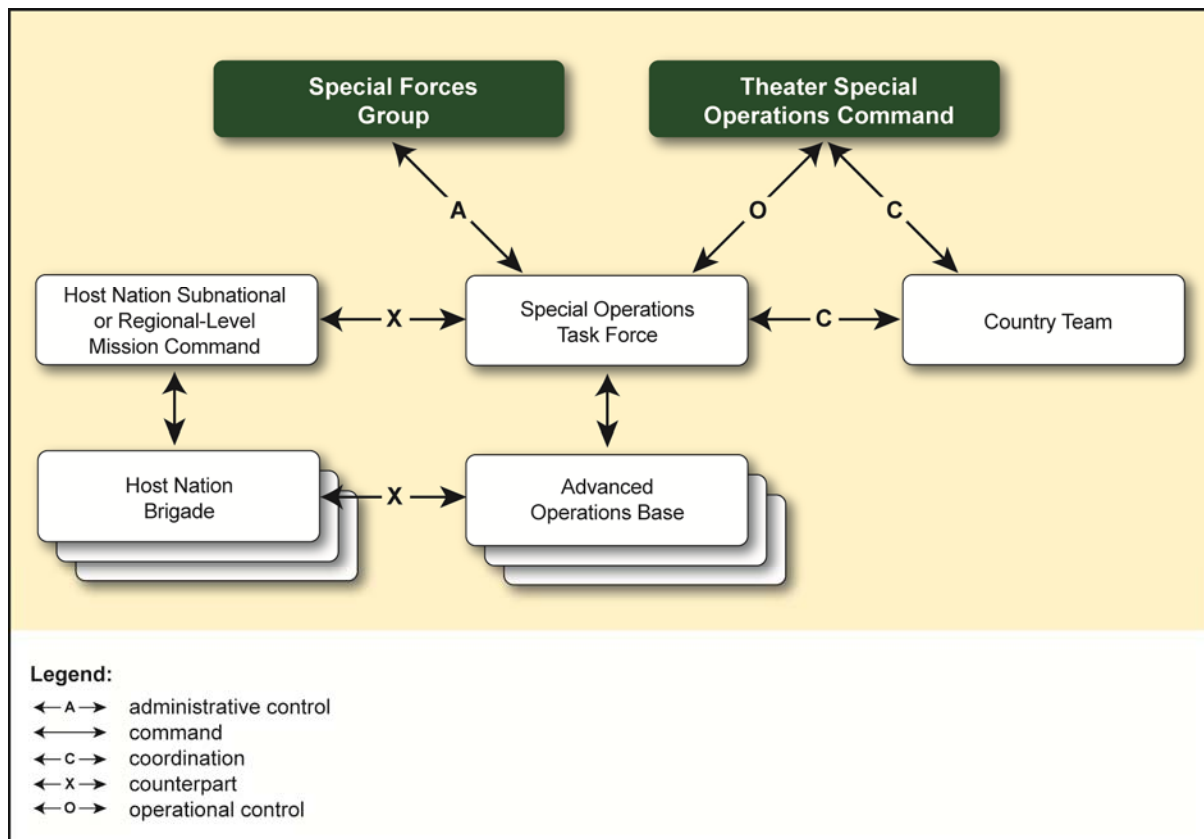 Special Forces
Group
Theater Special
Operations Command
A
O
C
Host Nation Subnational
or Regional-Level
Mission Command
X
Special Operations
Task Force
C
Country Team
Host Nation
Brigade
X
Advanced
Operations Base
Legend:
A administrative control
command
C coordination
X counterpart
O operational control